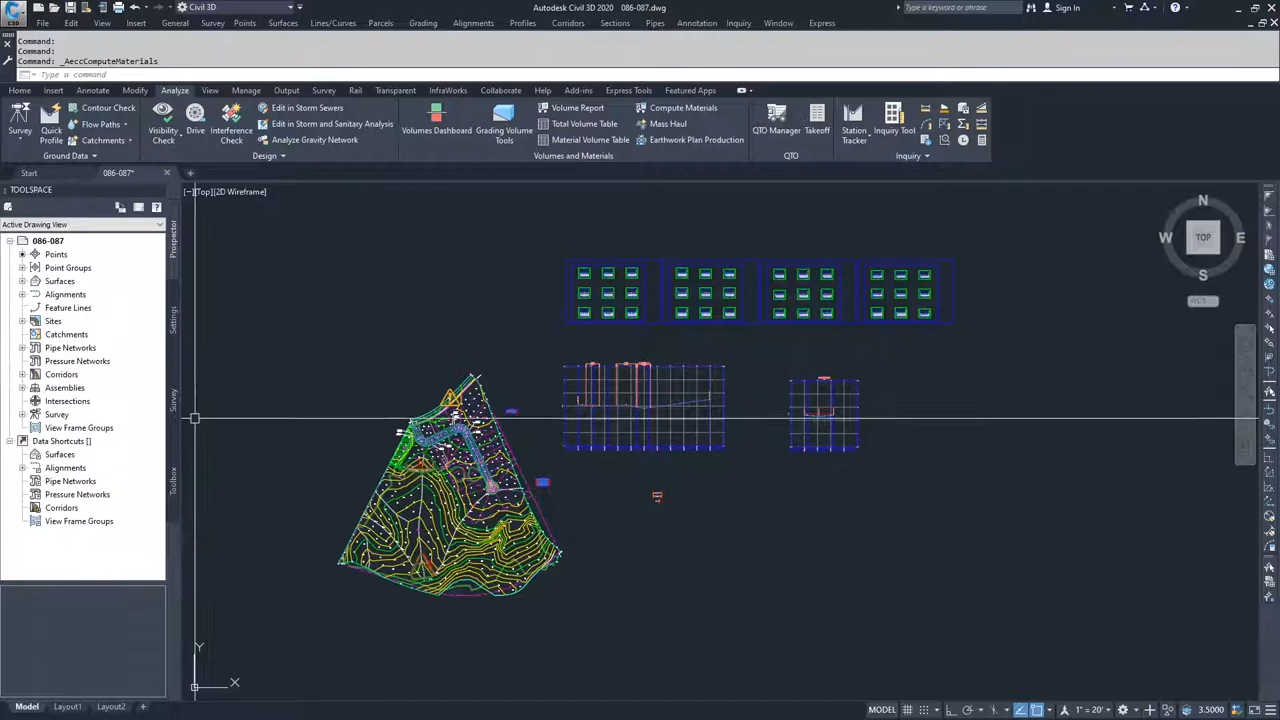 C3D
Civil 3D
Autodesk Civil 3D 2020 086-087.dwg
Type a keyword or phrase
Sign In
File Edit View Insert General Survey Points Surfaces Lines/Curves Parcels Grading Alignments Profiles Corridors Sections Pipes Annotation Inquiry Window Express
Command:
Command:
Command: _AeccComputeMaterials
Type a command
Home Insert Annotate Modify Analyze View Manage Output Survey Rail Transparent InfraWorks Collaborate Help Add-ins Express Tools Featured Apps
Survey
Quick Profile
Contour Check
Flow Paths
Catchments
Ground Data
Visibility Check
Drive
Interference Check
Edit in Storm Sewers
Edit in Storm and Sanitary Analysis
Analyze Gravity Network
Design
Volumes Dashboard
Grading Volume Tools
Volume Report
Total Volume Table
Material Volume Table
Compute Materials
Mass Haul
Earthwork Plan Production
Volumes and Materials
QTO Manager
Takeoff
QTO
Station Tracker
Inquiry Tool
Inquiry
Start 086-087*
TOOLSPACE
Active Drawing View
086-087
Points
Point Groups
Surfaces
Alignments
Feature Lines
Sites
Catchments
Pipe Networks
Pressure Networks
Corridors
Assemblies
Intersections
Survey
View Frame Groups
Data Shortcuts []
Surfaces
Alignments
Pipe Networks
Pressure Networks
Corridors
View Frame Groups
Prospector
Settings
Survey
Toolbox
[−][Top][2D Wireframe]
N
W TOP E
S
WCS
Y
X
Model Layout1 Layout2 +
MODEL 1" = 20' 3.5000